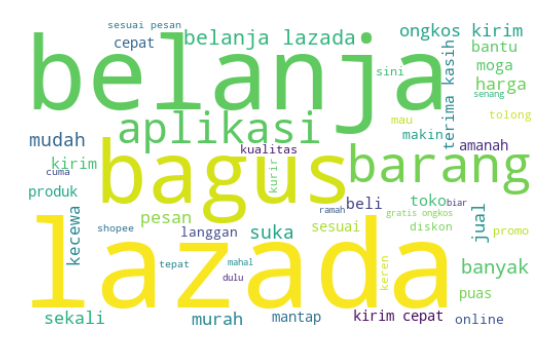 sesuai pesan
cepat
belanja lazada
ongkos kirim
belanja
bantu
terima kasih
moga
sini
harga
senang
aplikasi
mau
tolong
makin
mudah
kualitas
amanah
kirim
cuma
bagus
kurir
barang
produk
beli
toko
biar
pesan
ramah
gratis ongkos
kecewa
shopee
langgan
suka
sesuai
diskon
jual
promo
lazada
tepat
mahal
dulu
keren
banyak
puas
sekali
murah
mantap
kirim cepat
online